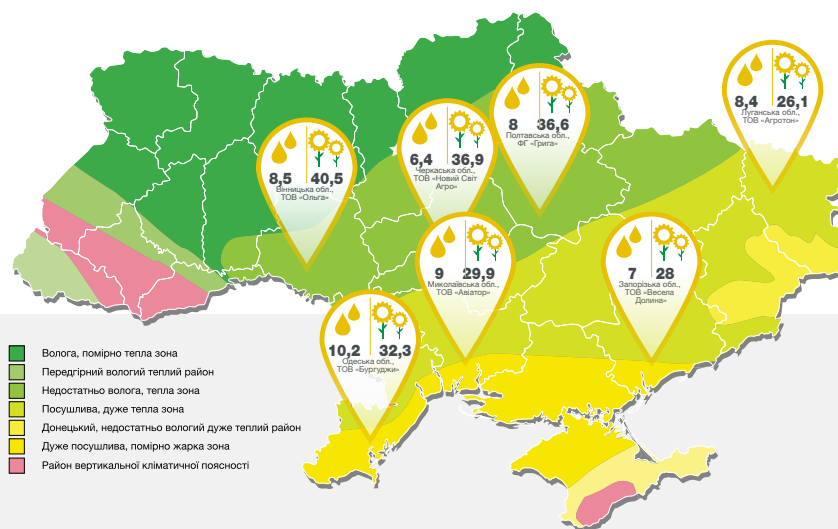 8,4 26,1
Луганська обл.,
ТОВ «Агротон»
8 36,6
Полтавська обл.,
ФГ «Грига»
6,4 36,9
Черкаська обл.,
ТОВ «Новий Світ
Агро»
8,5 40,5
Вінницька обл.,
ТОВ «Ольга»
9 29,9
Миколаївська обл.,
ТОВ «Авіатор»
7 28
Запорізька обл.,
ТОВ «Весела
Долина»
10,2 32,3
Одеська обл.,
ТОВ «Бургуджи»
Волога, помірно тепла зона
Передгірний вологий теплий район
Недостатньо волога, тепла зона
Посушлива, дуже тепла зона
Донецький, недостатньо вологий дуже теплий район
Дуже посушлива, помірно жарка зона
Район вертикальної кліматичної поясності